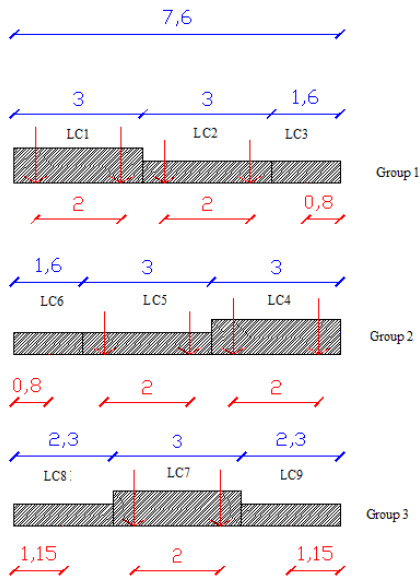 7,6
3 3 1,6
LC1 LC2 LC3
Group 1
2 2 0,8
1,6 3 3
LC6 LC5 LC4
Group 2
0,8 2 2
2,3 3 2,3
LC8 LC7 LC9
Group 3
1,15 2 1,15